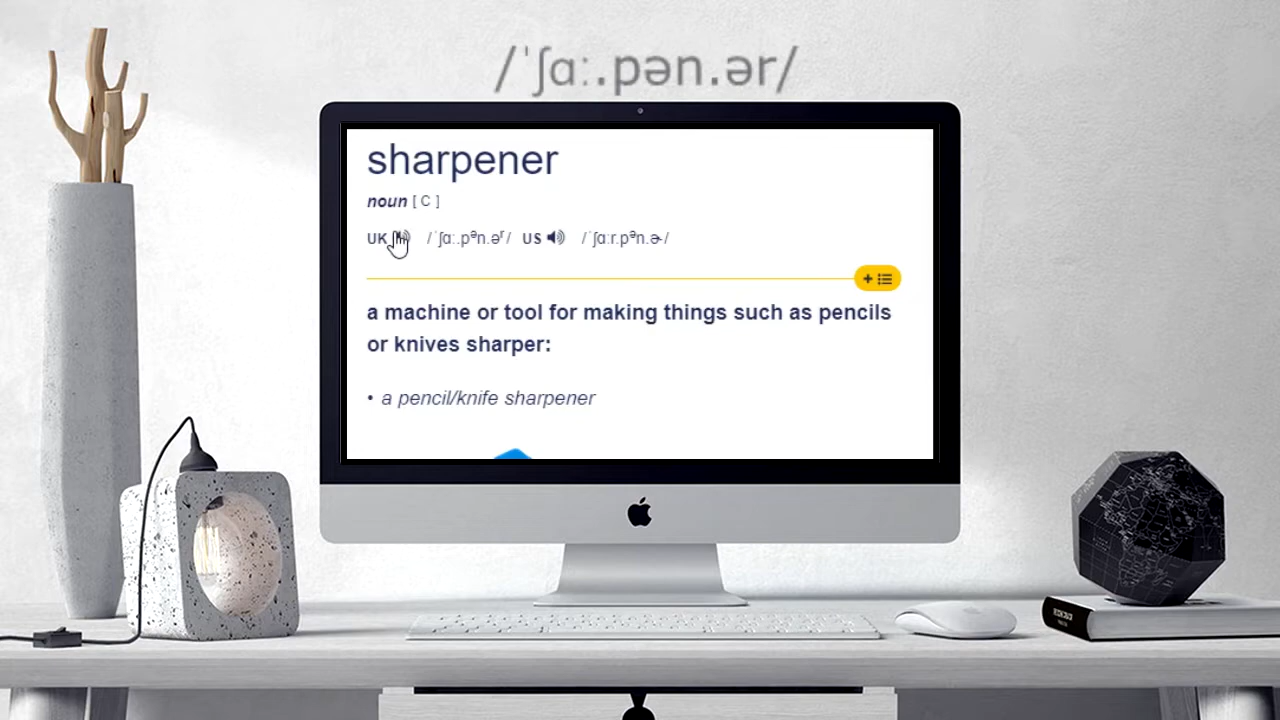 /ˈʃɑː.pən.ər/
sharpener
noun [ C ]
UK /ˈʃɑː.pᵊn.əʳ/ US /ˈʃɑːr.pᵊn.ɚ/
a machine or tool for making things such as pencils
or knives sharper:
• a pencil/knife sharpener